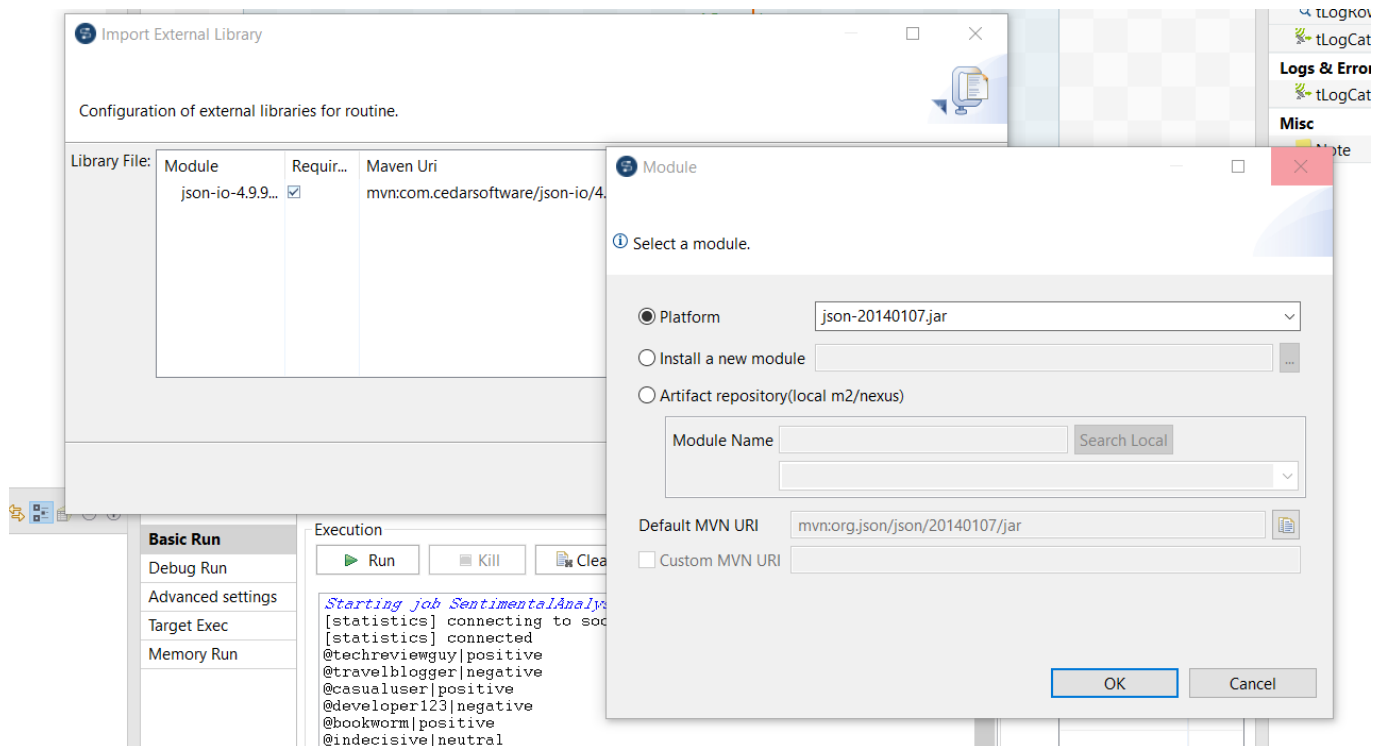 Import External Library
Configuration of external libraries for routine.
Library File:
Module Requir... Maven Uri
json-io-4.9.9... mvn:com.cedarsoftware/json-io/4.
tLogRow
tLogCat
Logs & Error
tLogCat
Misc
Note
Module
Select a module.
Platform json-20140107.jar
Install a new module ...
Artifact repository(local m2/nexus)
Module Name Search Local
Default MVN URI mvn:org.json/json/20140107/jar
Custom MVN URI
OK Cancel
Basic Run
Debug Run
Advanced settings
Target Exec
Memory Run
Execution
Run Kill Clea
Starting job SentimentalAnaly
[statistics] connecting to soc
[statistics] connected
@techreviewguy|positive
@travelblogger|negative
@casualuser|positive
@developer123|negative
@bookworm|positive
@indecisive|neutral